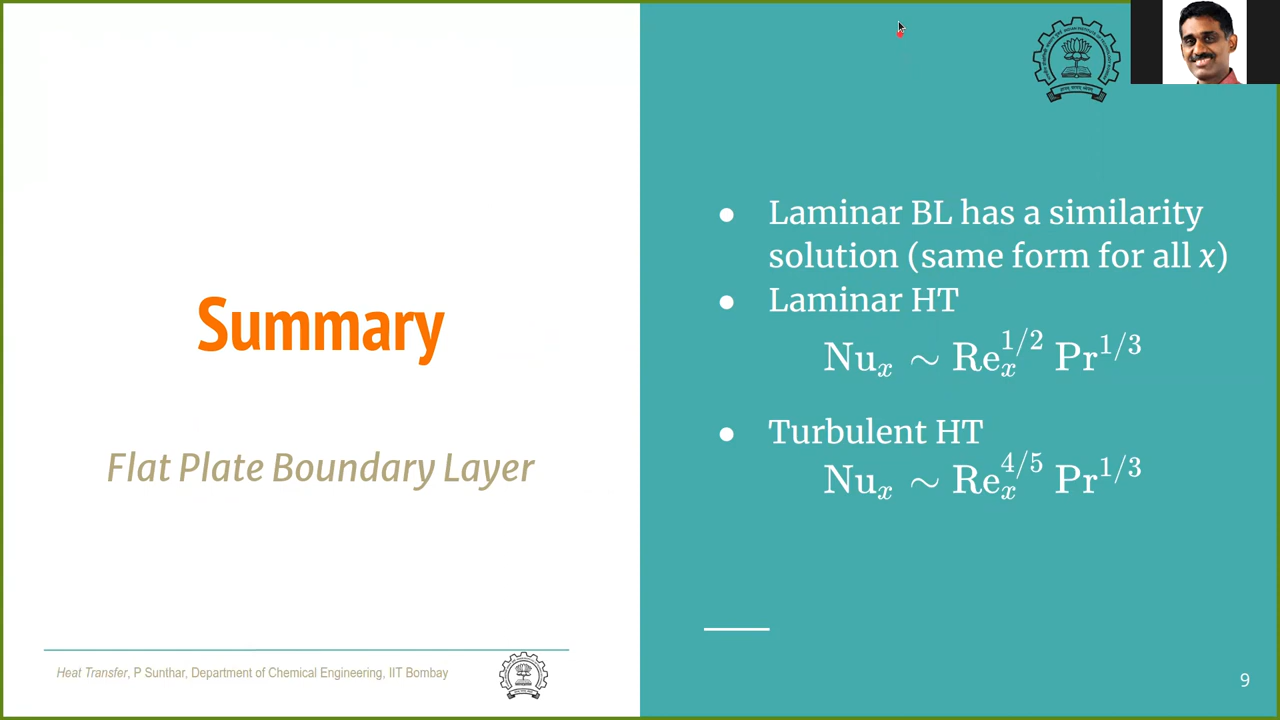 Summary
Flat Plate Boundary Layer
Heat Transfer, P Sunthar, Department of Chemical Engineering, IIT Bombay
● Laminar BL has a similarity
solution (same form for all x)
● Laminar HT
Nu_x ∼ Re_x^{1/2} Pr^{1/3}
● Turbulent HT
Nu_x ∼ Re_x^{4/5} Pr^{1/3}
9